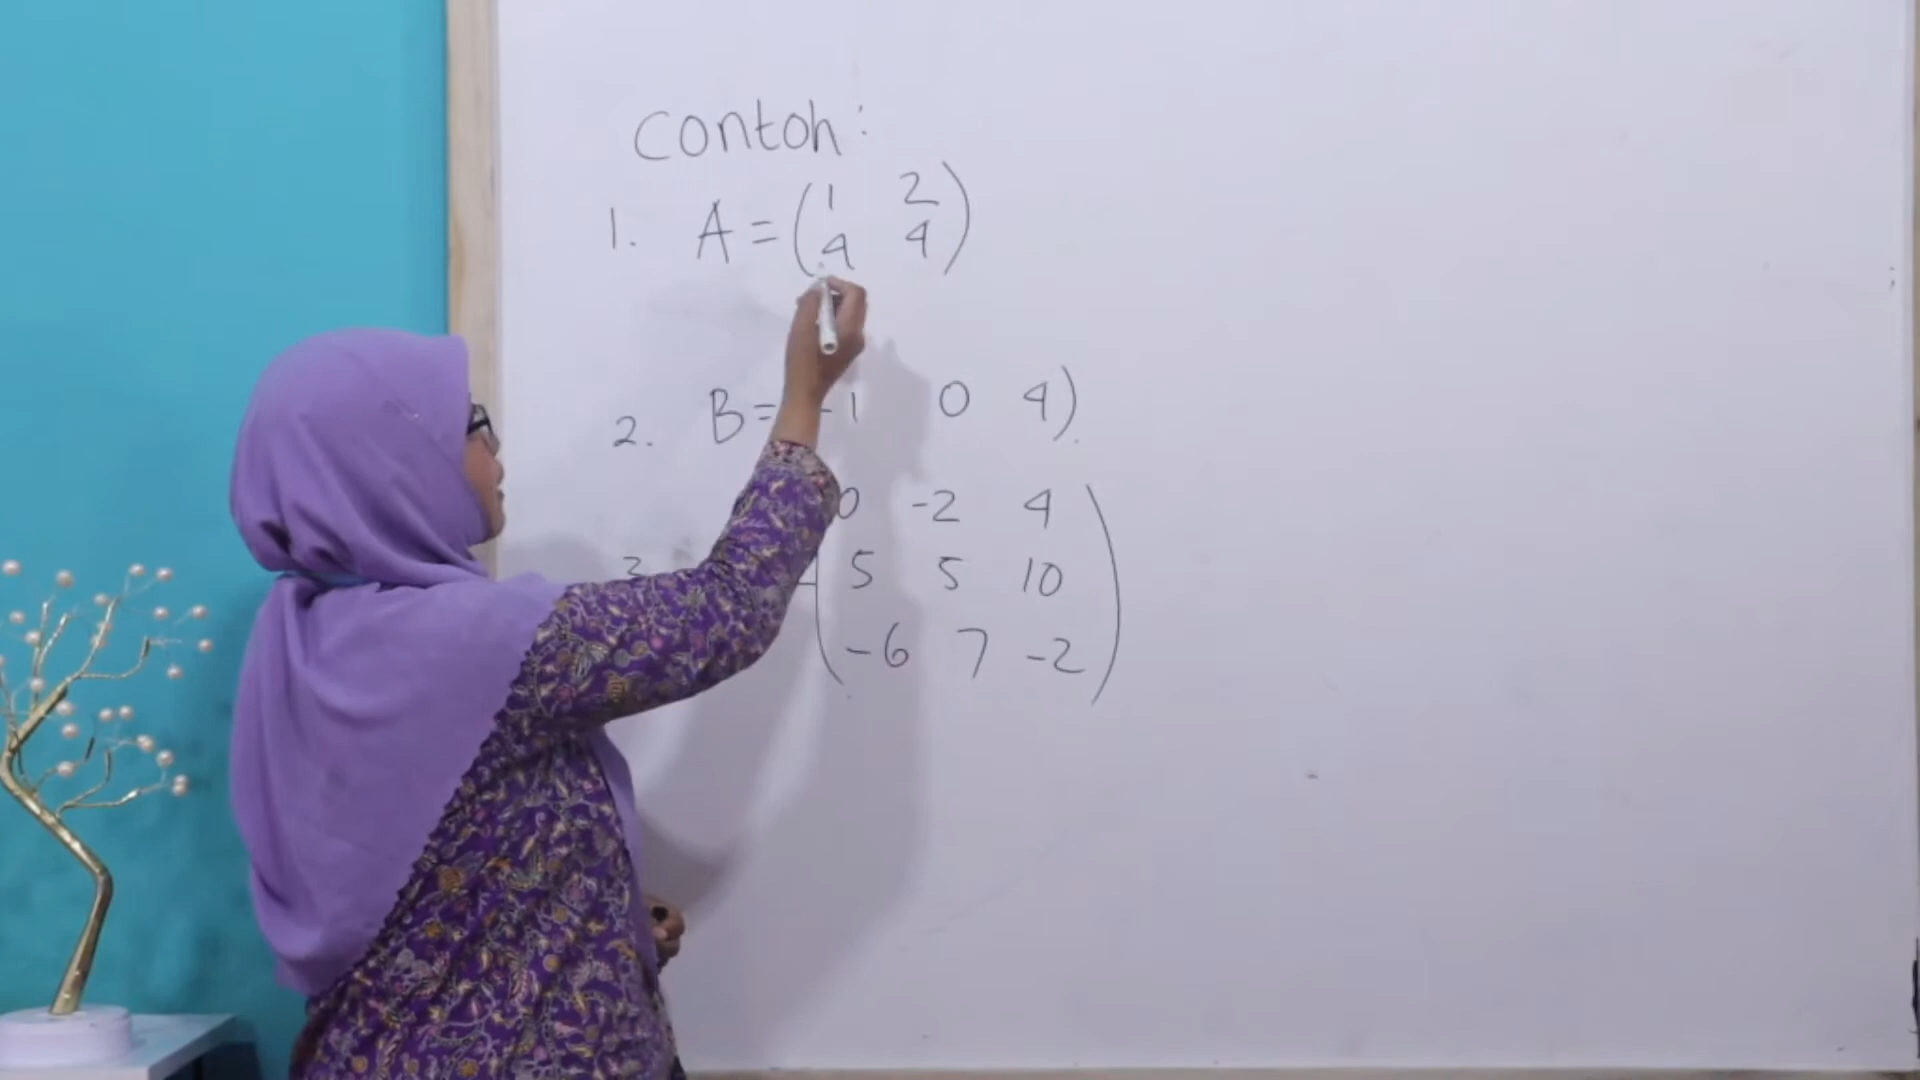 Contoh:
1. A = (1 2
4 4)
2. B = -1 0 4).
0 -2 4
3 5 5 10
(-6 7 -2)